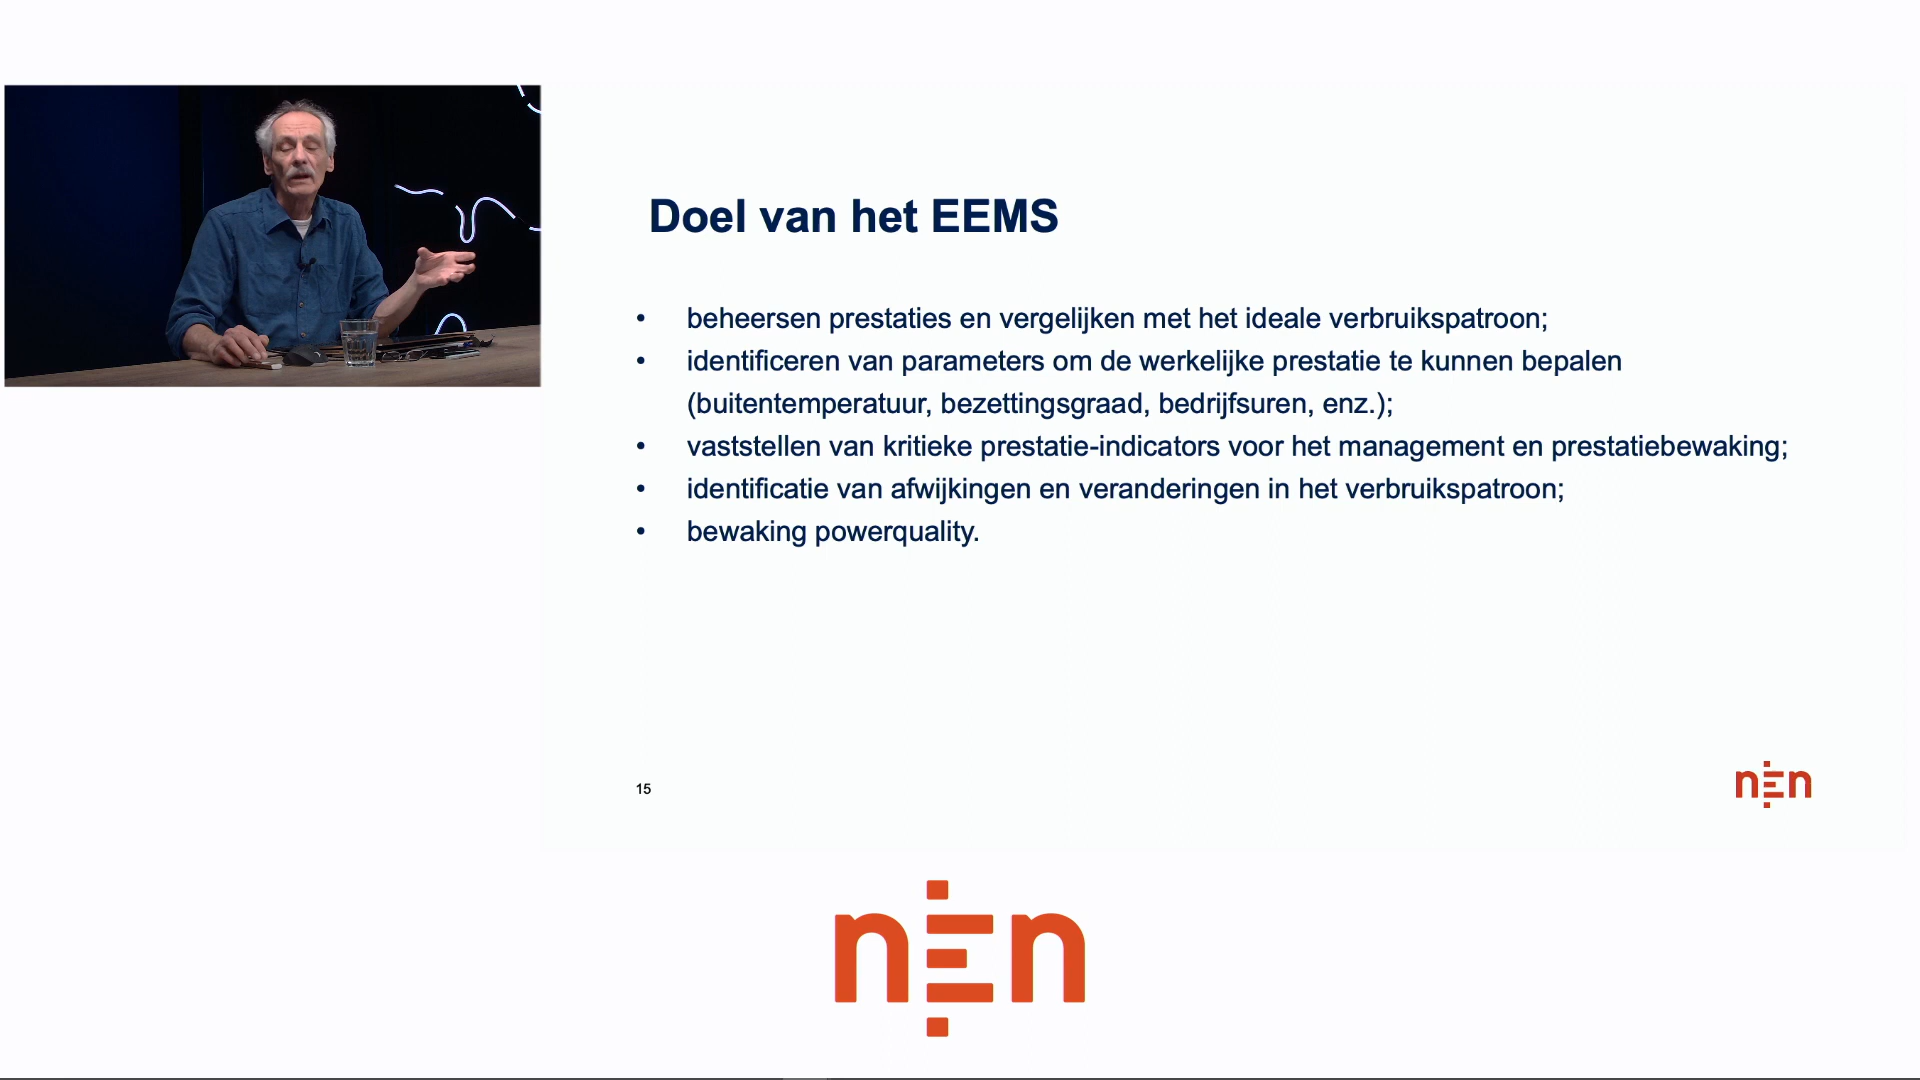 Doel van het EEMS
• beheersen prestaties en vergelijken met het ideale verbruikspatroon;
• identificeren van parameters om de werkelijke prestatie te kunnen bepalen
(buitentemperatuur, bezettingsgraad, bedrijfsuren, enz.);
• vaststellen van kritieke prestatie-indicators voor het management en prestatiebewaking;
• identificatie van afwijkingen en veranderingen in het verbruikspatroon;
• bewaking powerquality.
15
nEn
nEn